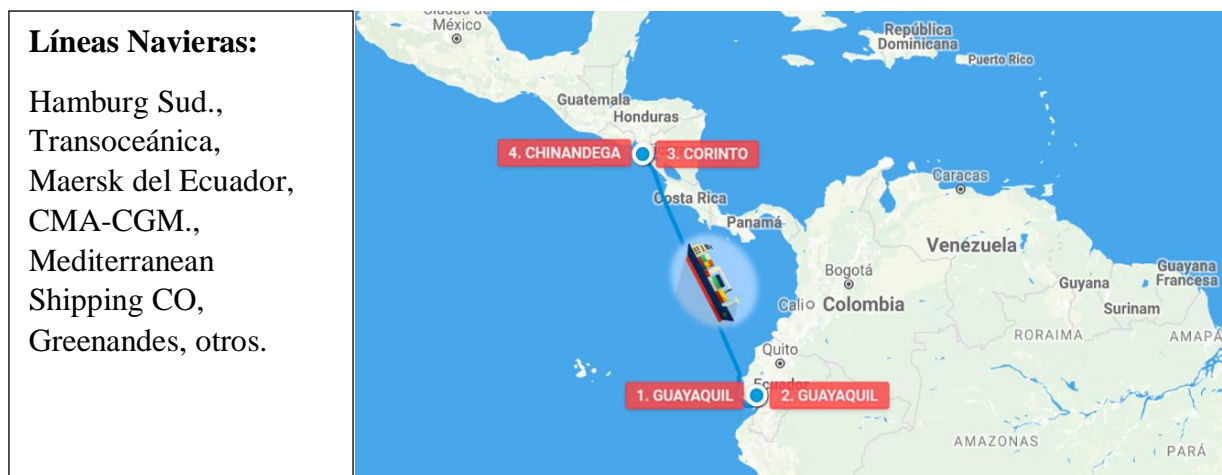 Líneas Navieras:
Hamburg Sud.,
Transoceánica,
Maersk del Ecuador,
CMA-CGM.,
Mediterranean
Shipping CO,
Greenandes, otros.
México
República
Dominicana
Puerto Rico
Guatemala
Honduras
4. CHINANDEGA
3. CORINTO
Caracas
Costa Rica
Panamá
Venezuela
Guayana
Francesa
Guyana
Surinam
Bogotá
Cali
Colombia
RORAIMA
AMAPÁ
Quito
Ecuador
1. GUAYAQUIL
2. GUAYAQUIL
AMAZONAS
PARÁ